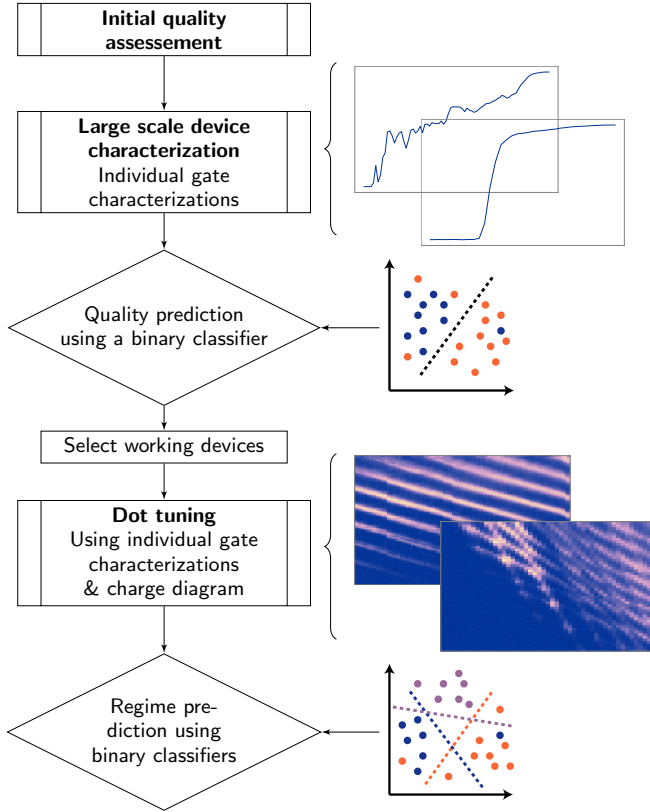 Initial quality
assessement
Large scale device
characterization
Individual gate
characterizations
Quality prediction
using a binary classifier
Select working devices
Dot tuning
Using individual gate
characterizations
& charge diagram
Regime pre-
diction using
binary classifiers